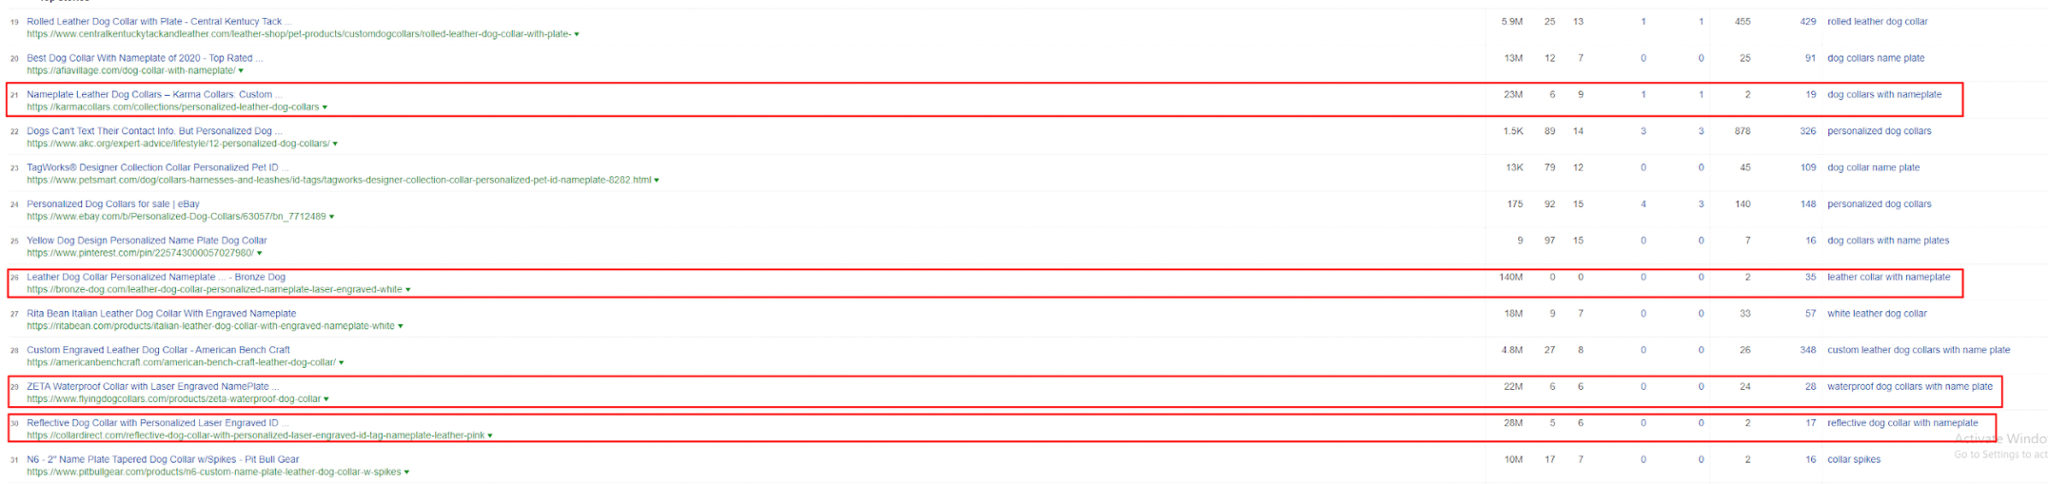 19 Rolled Leather Dog Collar with Plate - Central Kentucy Tack ... 5.9M 25 13 1 1 455 429 rolled leather dog collar
https://www.centralkentuckytackandleather.com/leather-shop/pet-products/customdogcollars/rolled-leather-dog-collar-with-plate- ▼
20 Best Dog Collar With Nameplate of 2020 - Top Rated ... 13M 12 7 0 0 25 91 dog collars name plate
https://afiavillage.com/dog-collar-with-nameplate/ ▼
21 Nameplate Leather Dog Collars – Karma Collars: Custom ... 23M 6 9 1 1 2 19 dog collars with nameplate
https://karmacollars.com/collections/personalized-leather-dog-collars ▼
22 Dogs Can't Text Their Contact Info. But Personalized Dog ... 1.5K 89 14 3 3 878 326 personalized dog collars
https://www.akc.org/expert-advice/lifestyle/12-personalized-dog-collars/ ▼
23 TagWorks® Designer Collection Collar Personalized Pet ID ... 13K 79 12 0 0 45 109 dog collar name plate
https://www.petsmart.com/dog/collars-harnesses-and-leashes/id-tags/tagworks-designer-collection-collar-personalized-pet-id-nameplate-8282.html ▼
24 Personalized Dog Collars for sale | eBay 175 92 15 4 3 140 148 personalized dog collars
https://www.ebay.com/b/Personalized-Dog-Collars/63057/bn_7712489 ▼
25 Yellow Dog Design Personalized Name Plate Dog Collar 9 97 15 0 0 7 16 dog collars with name plates
https://www.pinterest.com/pin/225743000057027980/ ▼
26 Leather Dog Collar Personalized Nameplate ... - Bronze Dog 140M 0 0 0 0 2 35 leather collar with nameplate
https://bronze-dog.com/leather-dog-collar-personalized-nameplate-laser-engraved-white ▼
27 Rita Bean Italian Leather Dog Collar With Engraved Nameplate 18M 9 7 0 0 33 57 white leather dog collar
https://ritabean.com/products/italian-leather-dog-collar-with-engraved-nameplate-white ▼
28 Custom Engraved Leather Dog Collar - American Bench Craft 4.8M 27 8 0 0 26 348 custom leather dog collars with name plate
https://americanbenchcraft.com/american-bench-craft-leather-dog-collar/ ▼
29 ZETA Waterproof Collar with Laser Engraved NamePlate ... 22M 6 6 0 0 24 28 waterproof dog collars with name plate
https://www.flyingdogcollars.com/products/zeta-waterproof-dog-collar ▼
30 Reflective Dog Collar with Personalized Laser Engraved ID ... 28M 5 6 0 0 2 17 reflective dog collar with nameplate
https://collardirect.com/reflective-dog-collar-with-personalized-laser-engraved-id-tag-nameplate-leather-pink ▼
Activate Windo
Go to Settings to act
31 N6 - 2" Name Plate Tapered Dog Collar w/Spikes - Pit Bull Gear 10M 17 7 0 0 2 16 collar spikes
https://www.pitbullgear.com/products/n6-custom-name-plate-leather-dog-collar-w-spikes ▼